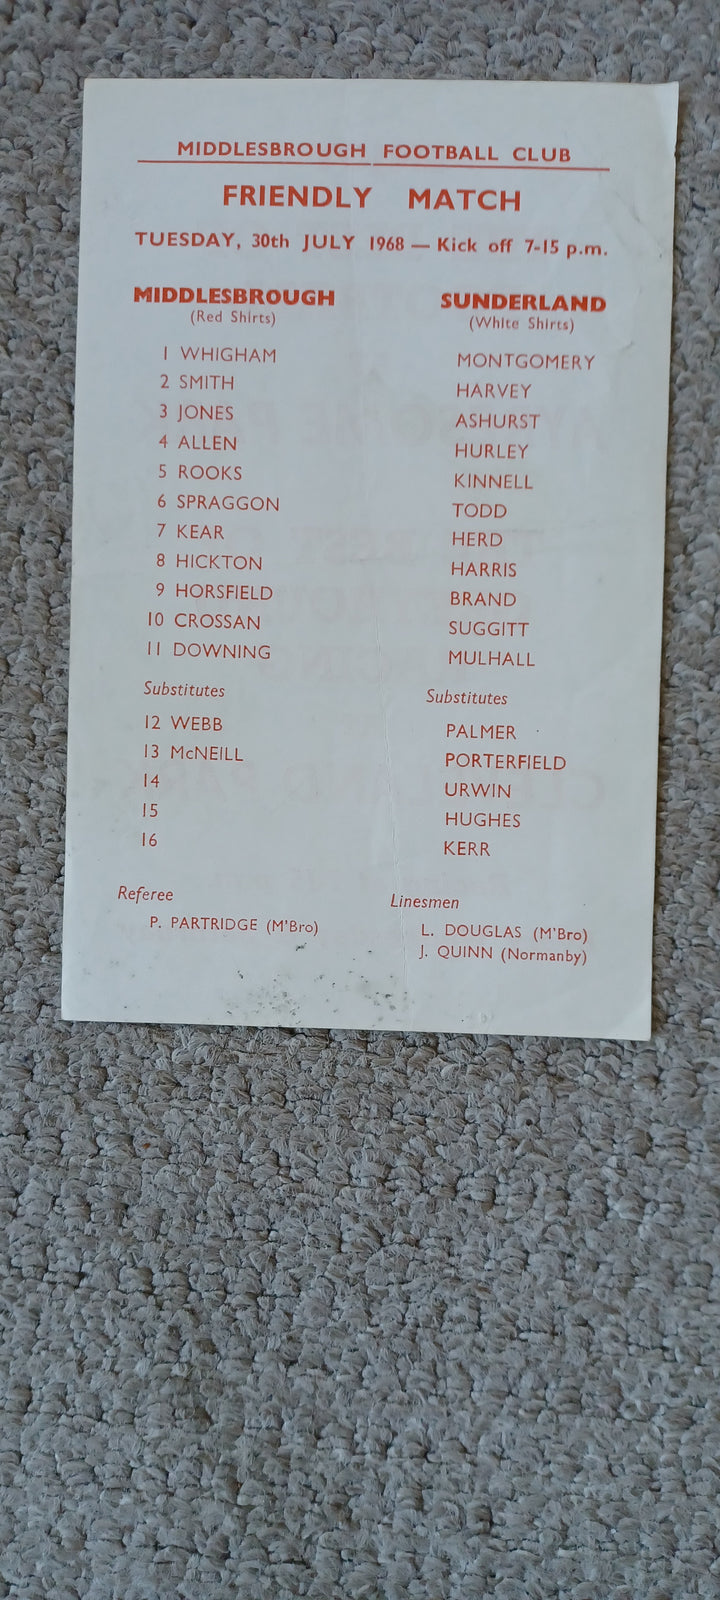 MIDDLESBROUGH FOOTBALL CLUB
FRIENDLY MATCH
TUESDAY, 30th JULY 1968 — Kick off 7-15 p.m.
MIDDLESBROUGH
(Red Shirts)
1 WHIGHAM
2 SMITH
3 JONES
4 ALLEN
5 ROOKS
6 SPRAGGON
7 KEAR
8 HICKTON
9 HORSFIELD
10 CROSSAN
11 DOWNING
Substitutes
12 WEBB
13 McNEILL
14
15
16
SUNDERLAND
(White Shirts)
MONTGOMERY
HARVEY
ASHURST
HURLEY
KINNELL
TODD
HERD
HARRIS
BRAND
SUGGITT
MULHALL
Substitutes
PALMER
PORTERFIELD
URWIN
HUGHES
KERR
Referee
P. PARTRIDGE (M'Bro)
Linesmen
L. DOUGLAS (M'Bro)
J. QUINN (Normanby)